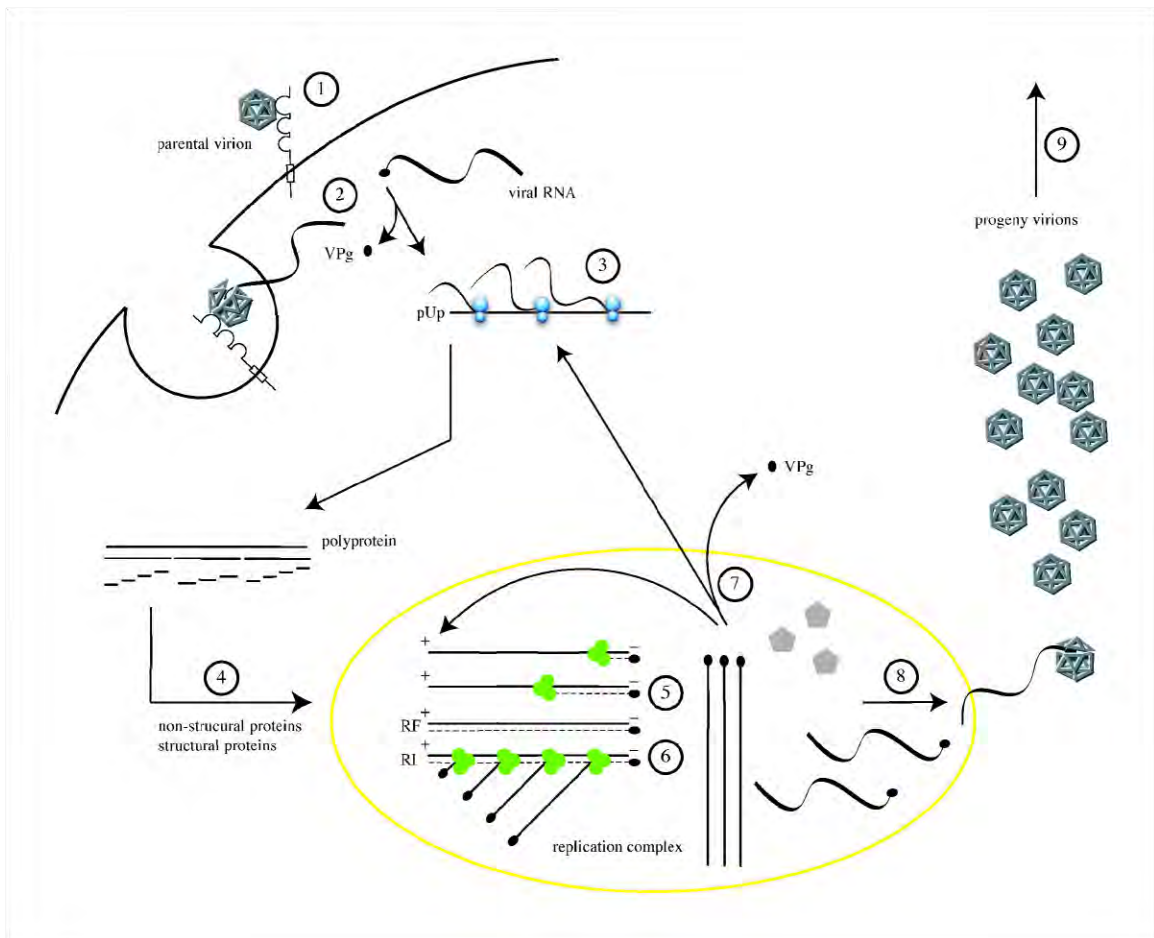 1
parental virion
2
viral RNA
VPg
3
pUp
9
progeny virions
VPg
polyprotein
7
4
non-strucural proteins
structural proteins
+ −
+ −
5
RF + −
RI + −
6
8
replication complex